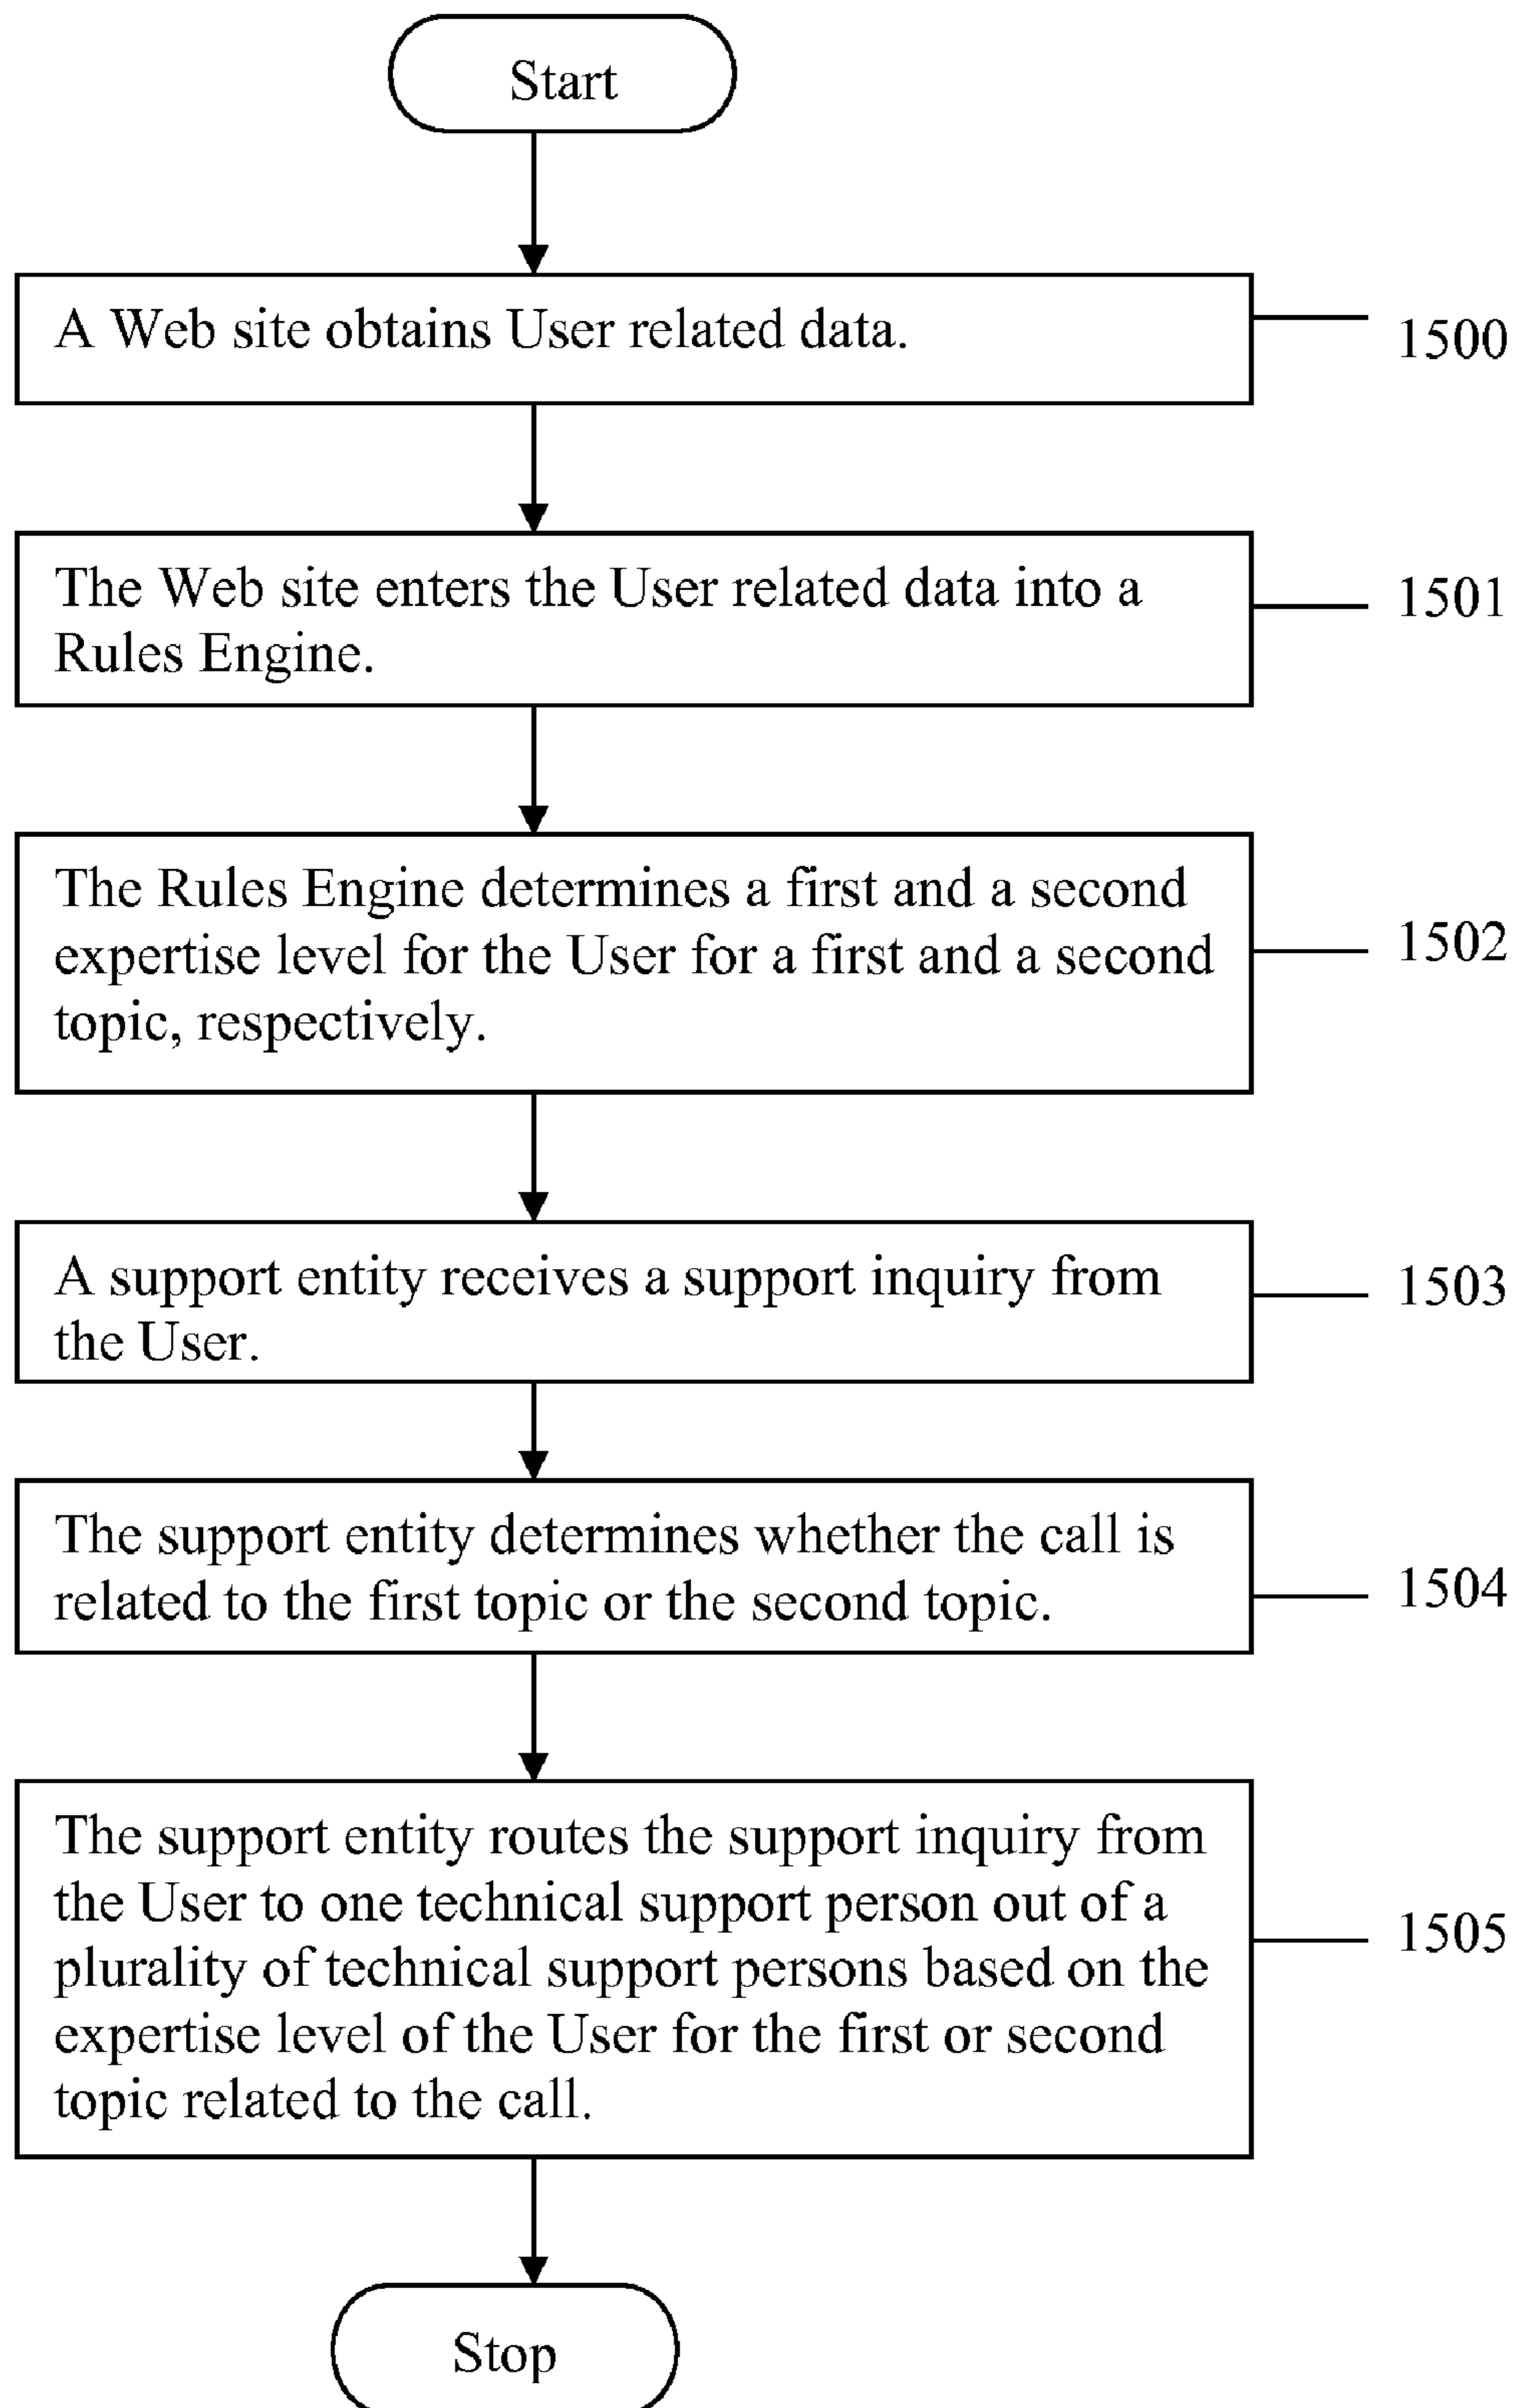 Start
A Web site obtains User related data.
1500
The Web site enters the User related data into a
Rules Engine.
1501
The Rules Engine determines a first and a second
expertise level for the User for a first and a second
topic, respectively.
1502
A support entity receives a support inquiry from
the User.
1503
The support entity determines whether the call is
related to the first topic or the second topic.
1504
The support entity routes the support inquiry from
the User to one technical support person out of a
plurality of technical support persons based on the
expertise level of the User for the first or second
topic related to the call.
1505
Stop